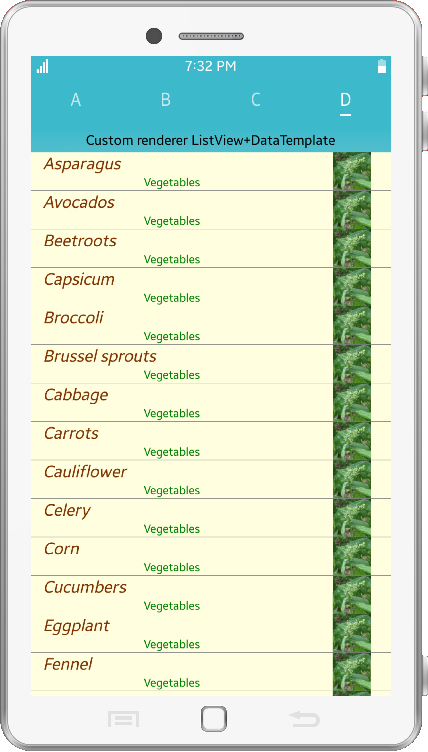 7:32 PM
A B C D
Custom renderer ListView+DataTemplate
Asparagus
Vegetables
Avocados
Vegetables
Beetroots
Vegetables
Capsicum
Vegetables
Broccoli
Vegetables
Brussel sprouts
Vegetables
Cabbage
Vegetables
Carrots
Vegetables
Cauliflower
Vegetables
Celery
Vegetables
Corn
Vegetables
Cucumbers
Vegetables
Eggplant
Vegetables
Fennel
Vegetables